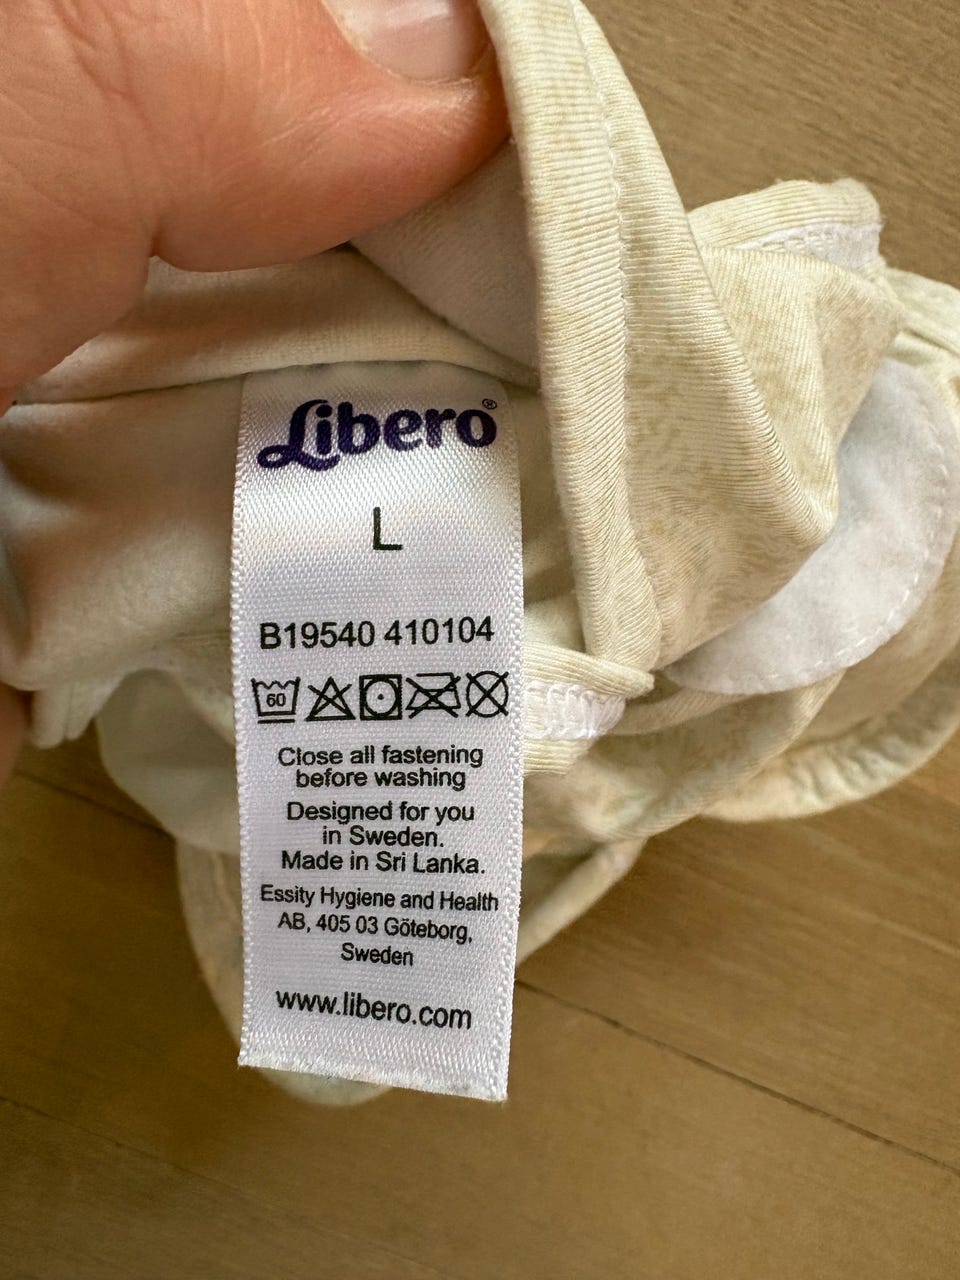 Libero®
L
B19540 410104
60
Close all fastening
before washing
Designed for you
in Sweden.
Made in Sri Lanka.
Essity Hygiene and Health
AB, 405 03 Göteborg,
Sweden
www.libero.com